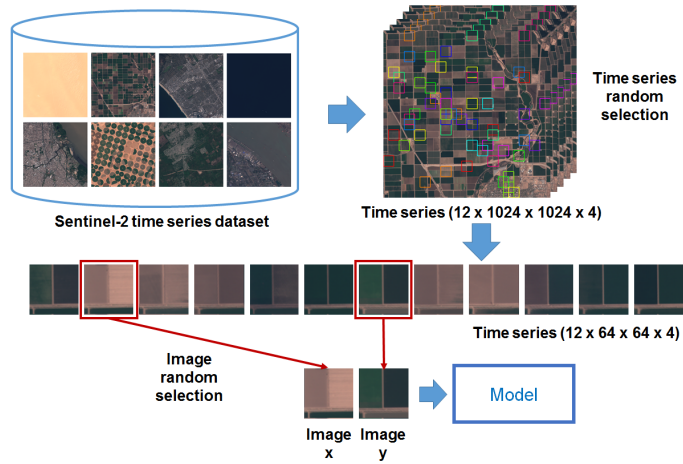 Time series
random
selection
Sentinel-2 time series dataset
Time series (12 x 1024 x 1024 x 4)
Time series (12 x 64 x 64 x 4)
Image
random
selection
Model
Image
x
Image
y